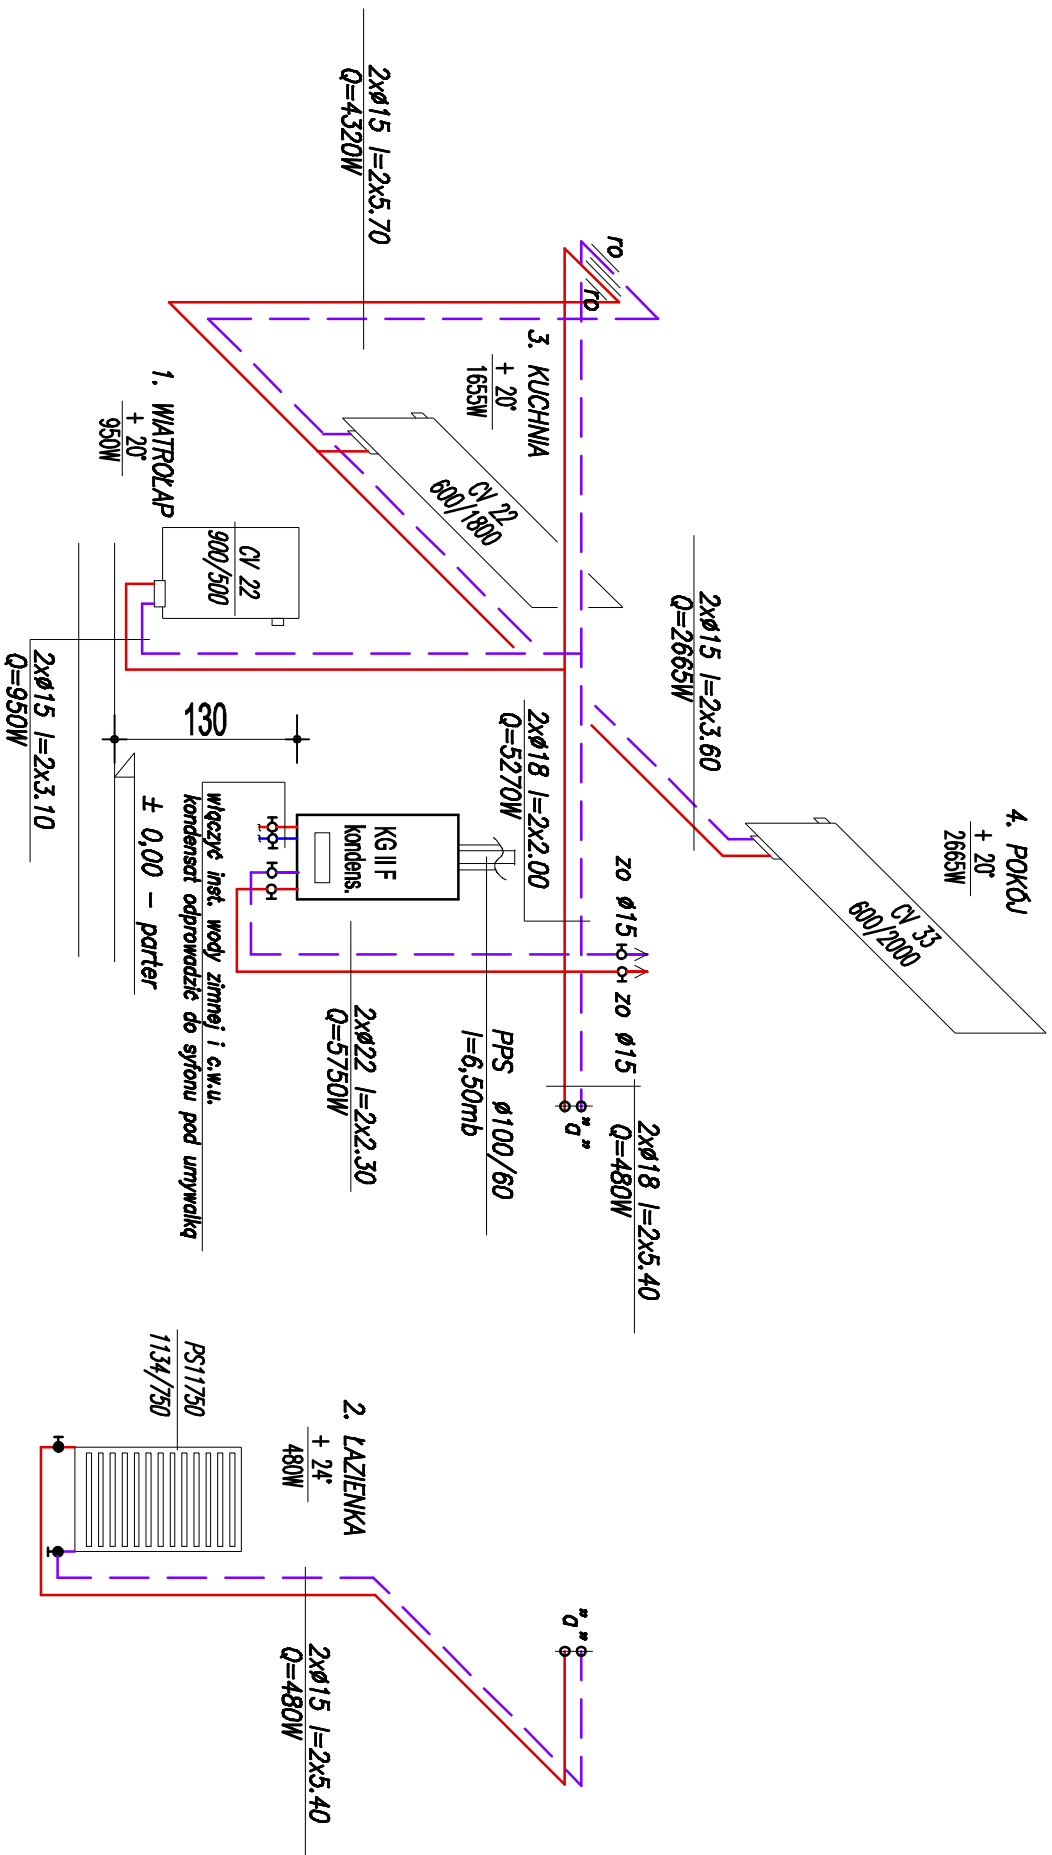 4. POKÓJ
+ 20°
2665W
CV 33
600/2000
2xø15 l=2x3.60
Q=2665W
zo ø15
zo ø15
2xø18 l=2x5.40
Q=480W
ro
ro
3. KUCHNIA
+ 20°
1655W
CV 22
600/1800
2xø18 l=2x2.00
Q=5270W
"a"
"a"
PPS ø100/60
l=6,50mb
2xø15 l=2x5.70
Q=4320W
KG II F
kondens.
2xø22 l=2x2.30
Q=5750W
2. ŁAZIENKA
+ 24°
480W
2xø15 l=2x5.40
Q=480W
1. WIATROŁAP
+ 20°
950W
CV 22
900/500
130
włączyć inst. wody zimnej i c.w.u.
kondensat odprowadzić do syfonu pod umywalką
PS11750
1134/750
± 0,00 – parter
2xø15 l=2x3.10
Q=950W